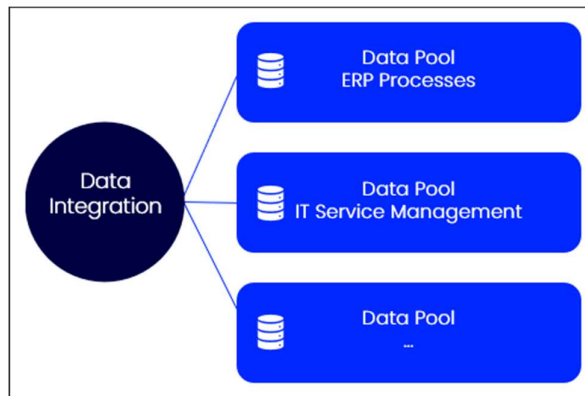 Data
Integration
Data Pool
ERP Processes
Data Pool
IT Service Management
Data Pool
...